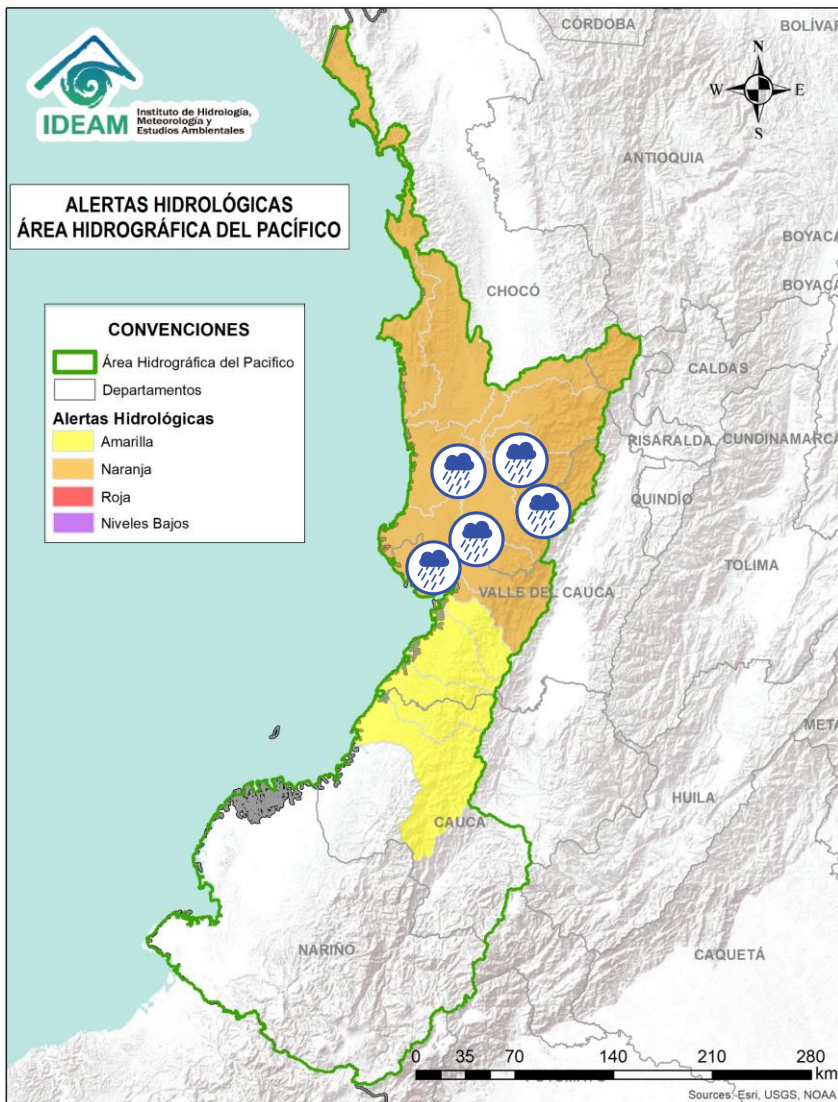 CÓRDOBA
BOLÍVAR
N
W E
S
IDEAM
Instituto de Hidrología,
Meteorología y
Estudios Ambientales
ANTIOQUIA
ALERTAS HIDROLÓGICAS
ÁREA HIDROGRÁFICA DEL PACÍFICO
BOYACÁ
BOYACÁ
CHOCÓ
CONVENCIONES
Área Hidrográfica del Pacifico
Departamentos
Alertas Hidrológicas
Amarilla
Naranja
Roja
Niveles Bajos
CALDAS
RISARALDA
CUNDINAMARCA
QUINDÍO
TOLIMA
VALLE DEL CAUCA
META
HUILA
CAUCA
NARIÑO
CAQUETÁ
0 35 70 140 210 280
km
Sources: Esri, USGS, NOAA